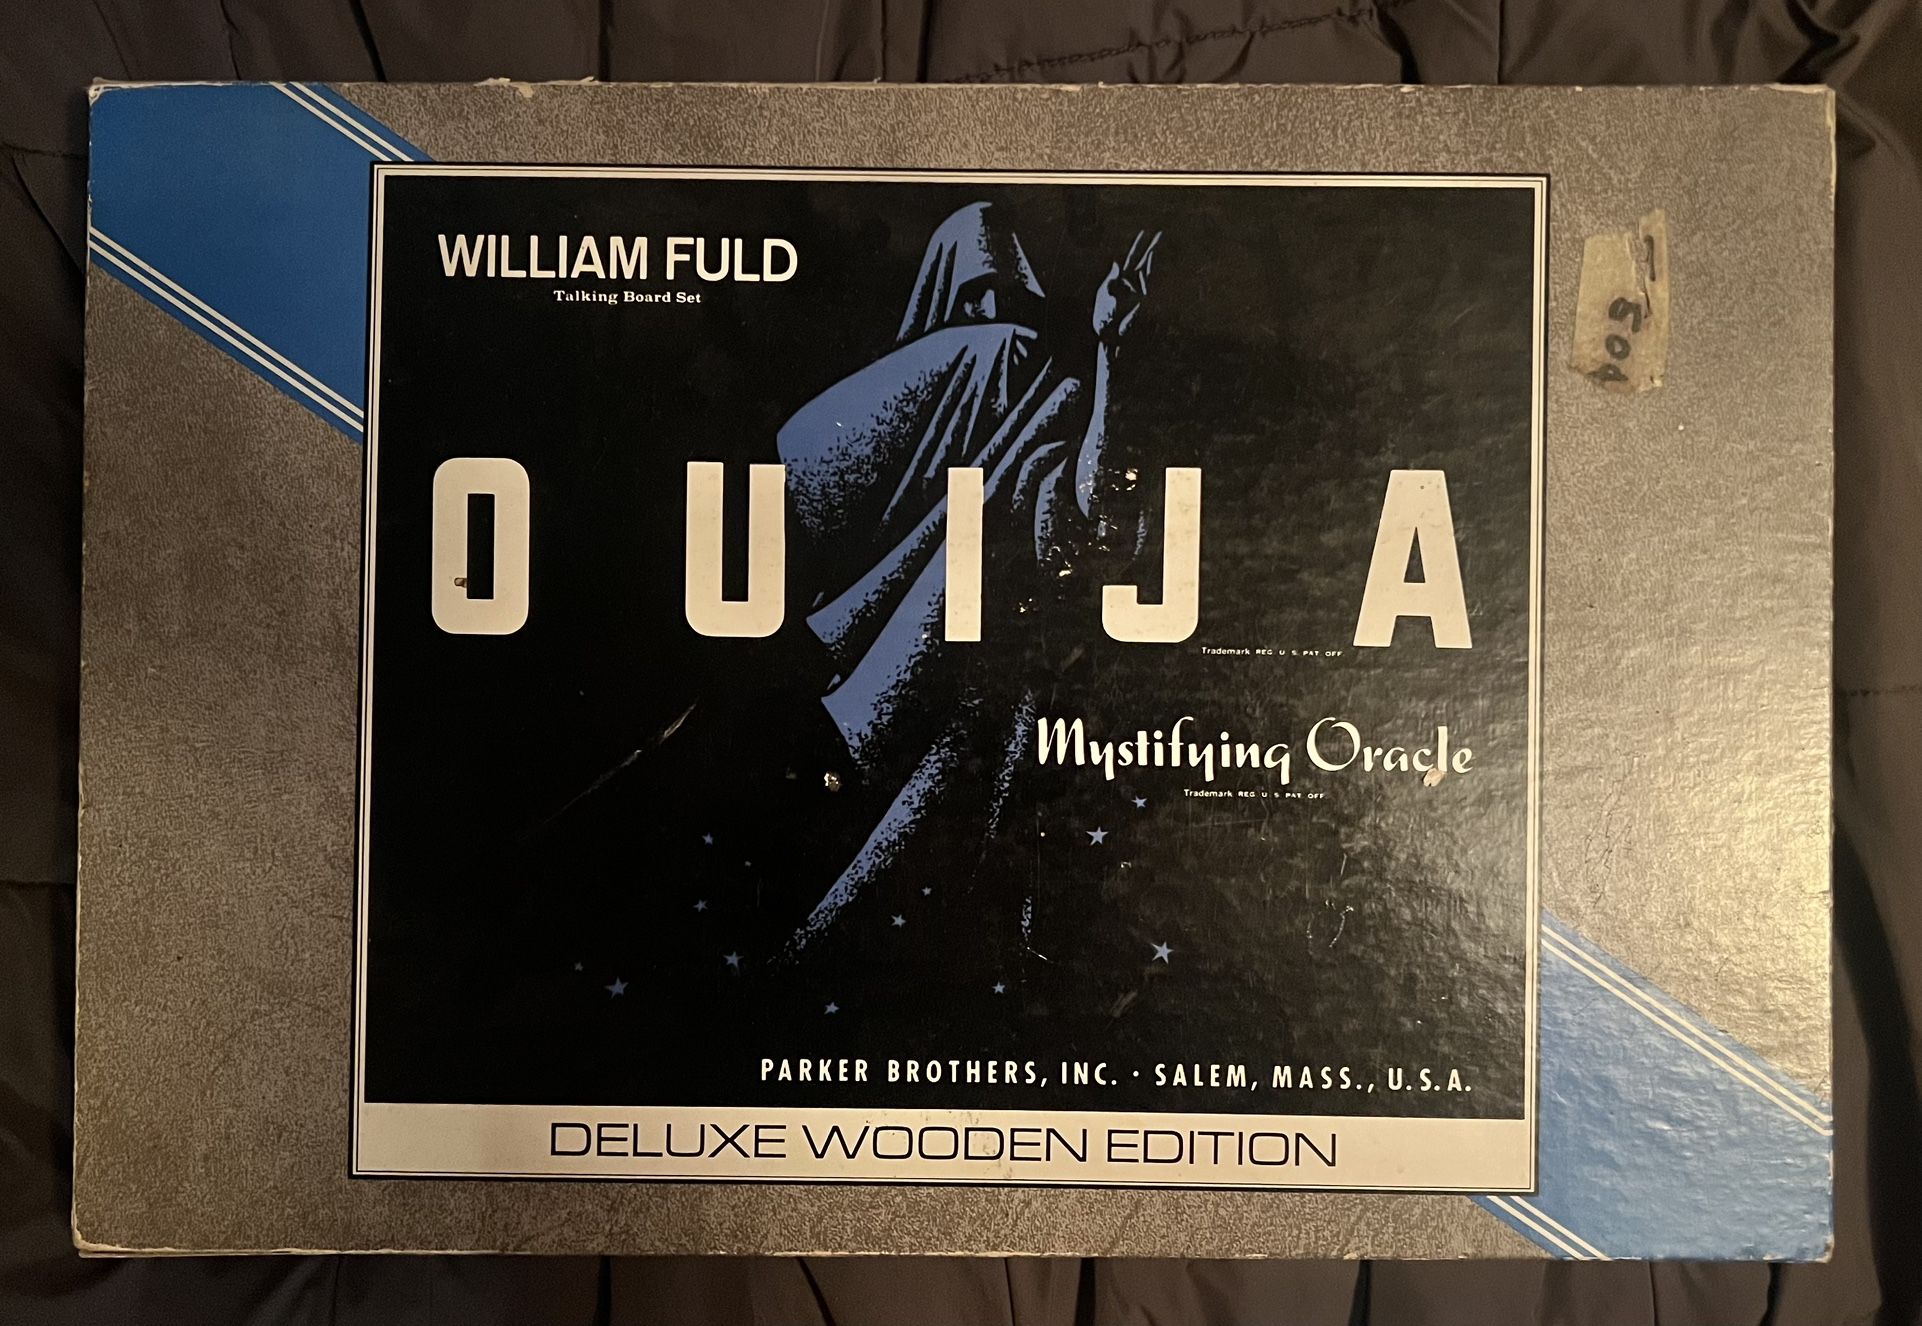 WILLIAM FULD
Talking Board Set
OUIJA
Trademark REG U S PAT OFF.
Mystifying Oracle
Trademark REG U S PAT OFF
PARKER BROTHERS, INC. · SALEM, MASS., U.S.A.
DELUXE WOODEN EDITION